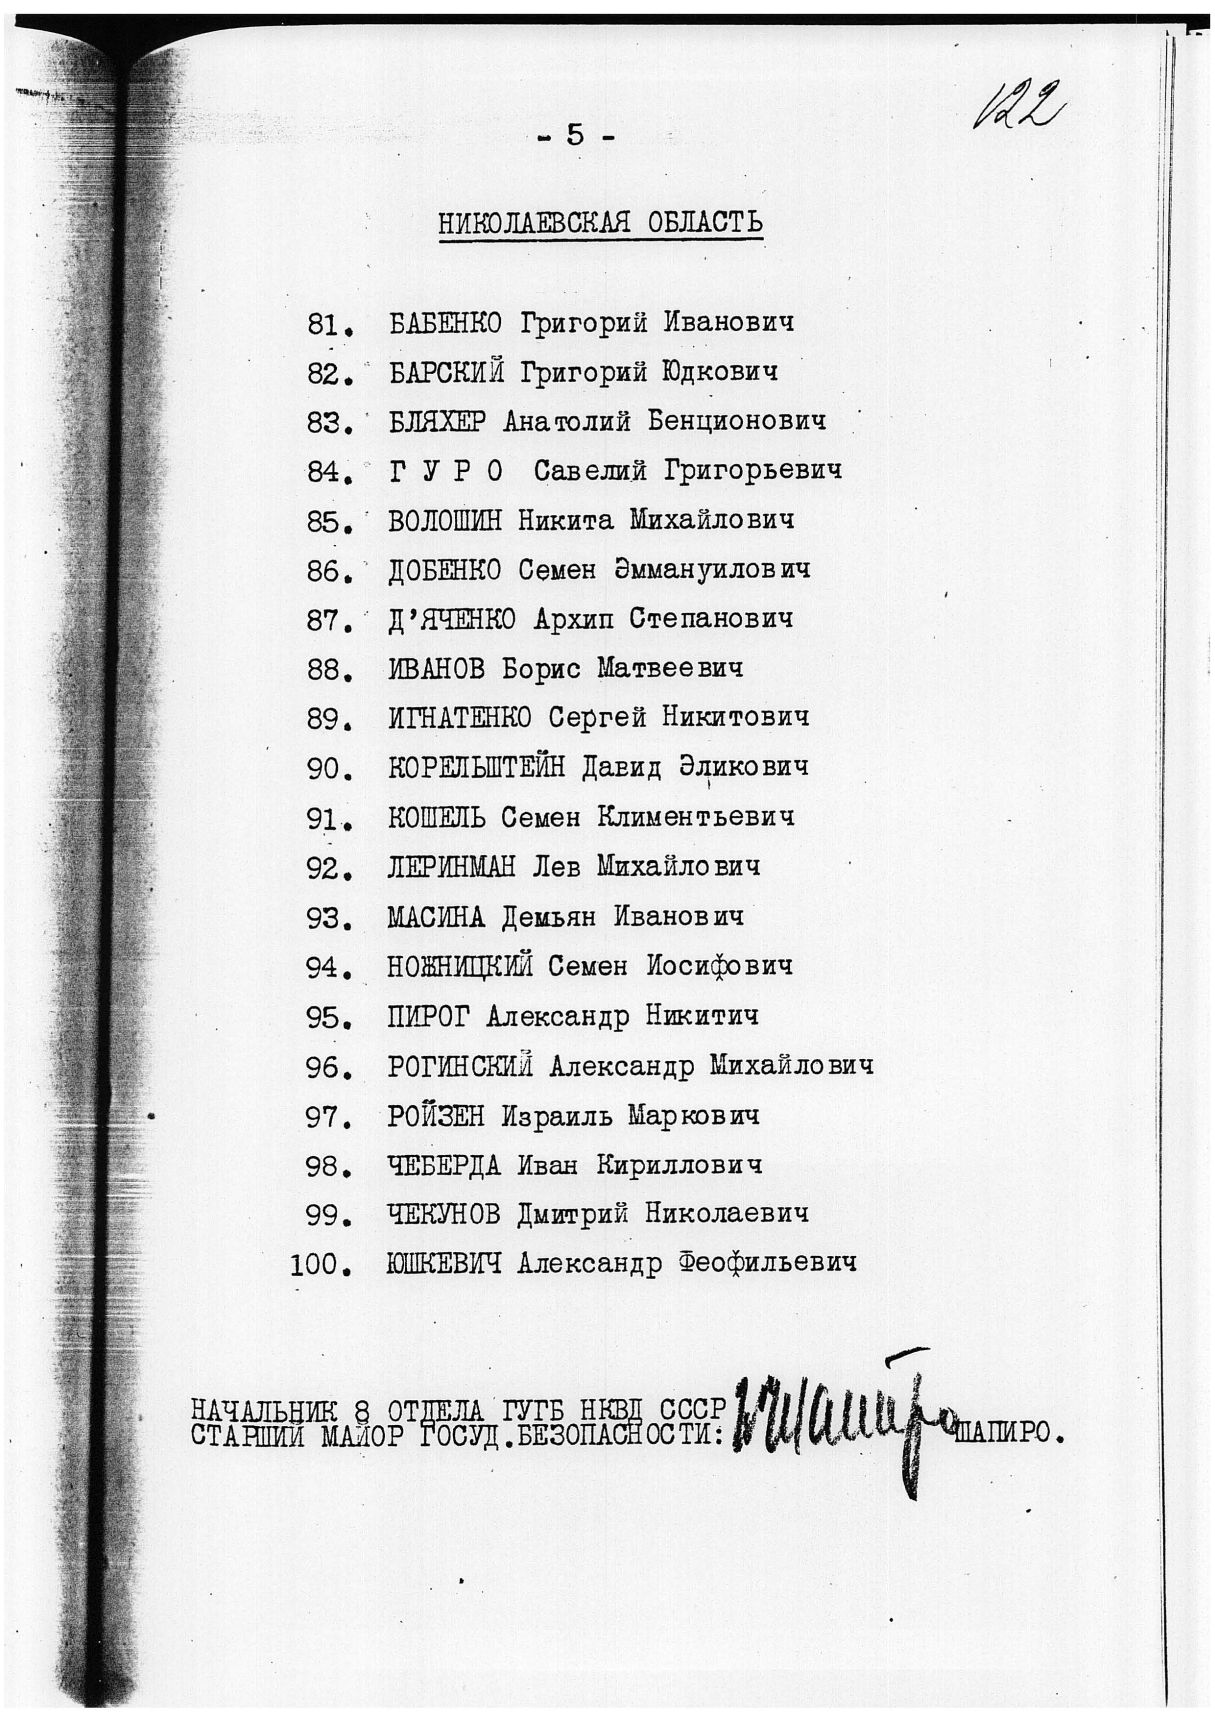 122
- 5 -
НИКОЛАЕВСКАЯ ОБЛАСТЬ
81. БАБЕНКО Григорий Иванович
82. БАРСКИЙ Григорий Юдкович
83. БЛЯХЕР Анатолий Бенционович
84. Г У Р О Савелий Григорьевич
85. ВОЛОШИН Никита Михайлович
86. ДОБЕНКО Семен Эммануилович
87. Д'ЯЧЕНКО Архип Степанович
88. ИВАНОВ Борис Матвеевич
89. ИГНАТЕНКО Сергей Никитович
90. КОРЕЛЬШТЕЙН Давид Эликович
91. КОШЕЛЬ Семен Климентьевич
92. ЛЕРИНМАН Лев Михайлович
93. МАСИНА Демьян Иванович
94. НОЖНИЦКИЙ Семен Иосифович
95. ПИРОГ Александр Никитич
96. РОГИНСКИЙ Александр Михайлович
97. РОЙЗЕН Израиль Маркович
98. ЧЕБЕРДА Иван Кириллович
99. ЧЕКУНОВ Дмитрий Николаевич
100. ЮШКЕВИЧ Александр Феофильевич
НАЧАЛЬНИК 8 ОТДЕЛА ГУГБ НКВД СССР
СТАРШИЙ МАЙОР ГОСУД.БЕЗОПАСНОСТИ: Шапиро ШАПИРО.